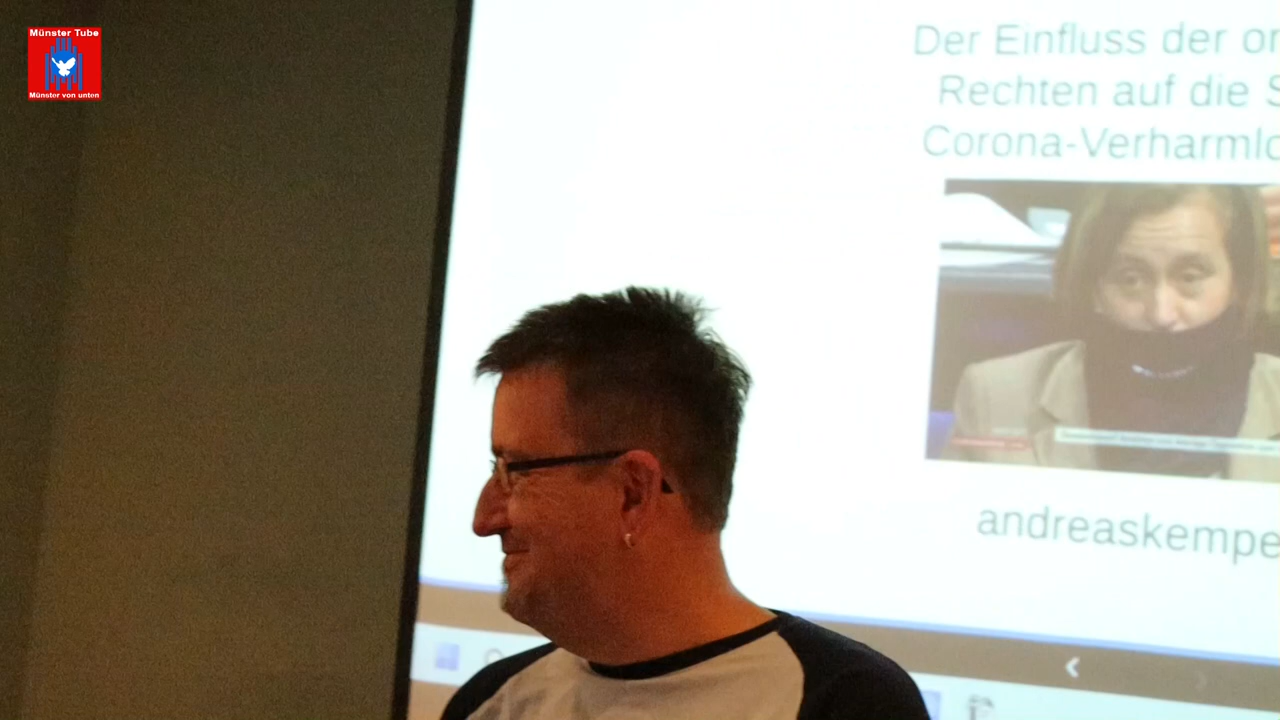 Münster Tube
Münster von unten
Der Einfluss der or
Rechten auf die S
Corona-Verharmlo
andreaskempe